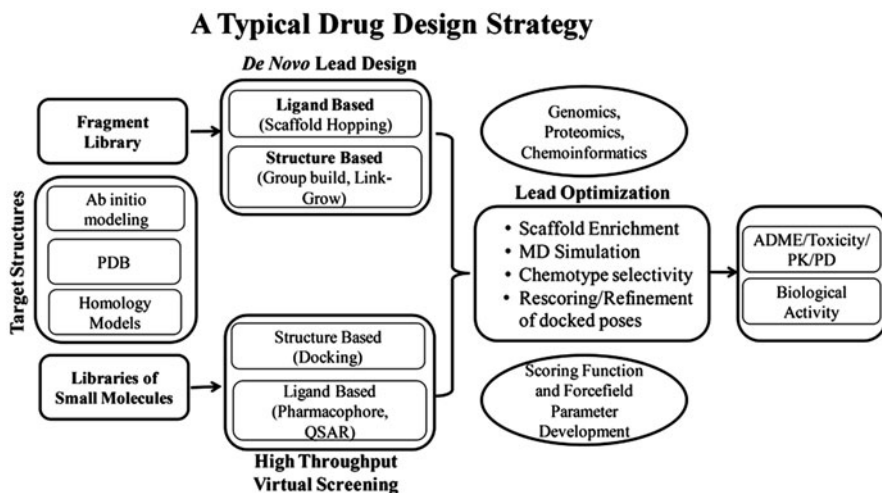 A Typical Drug Design Strategy
De Novo Lead Design
Fragment
Library
Ligand Based
(Scaffold Hopping)
Structure Based
(Group build, Link-
Grow)
Target Structures
Ab initio
modeling
PDB
Homology
Models
Libraries of
Small Molecules
Structure Based
(Docking)
Ligand Based
(Pharmacophore,
QSAR)
High Throughput
Virtual Screening
Genomics,
Proteomics,
Chemoinformatics
Lead Optimization
• Scaffold Enrichment
• MD Simulation
• Chemotype selectivity
• Rescoring/Refinement
of docked poses
Scoring Function
and Forcefield
Parameter
Development
ADME/Toxicity/
PK/PD
Biological
Activity